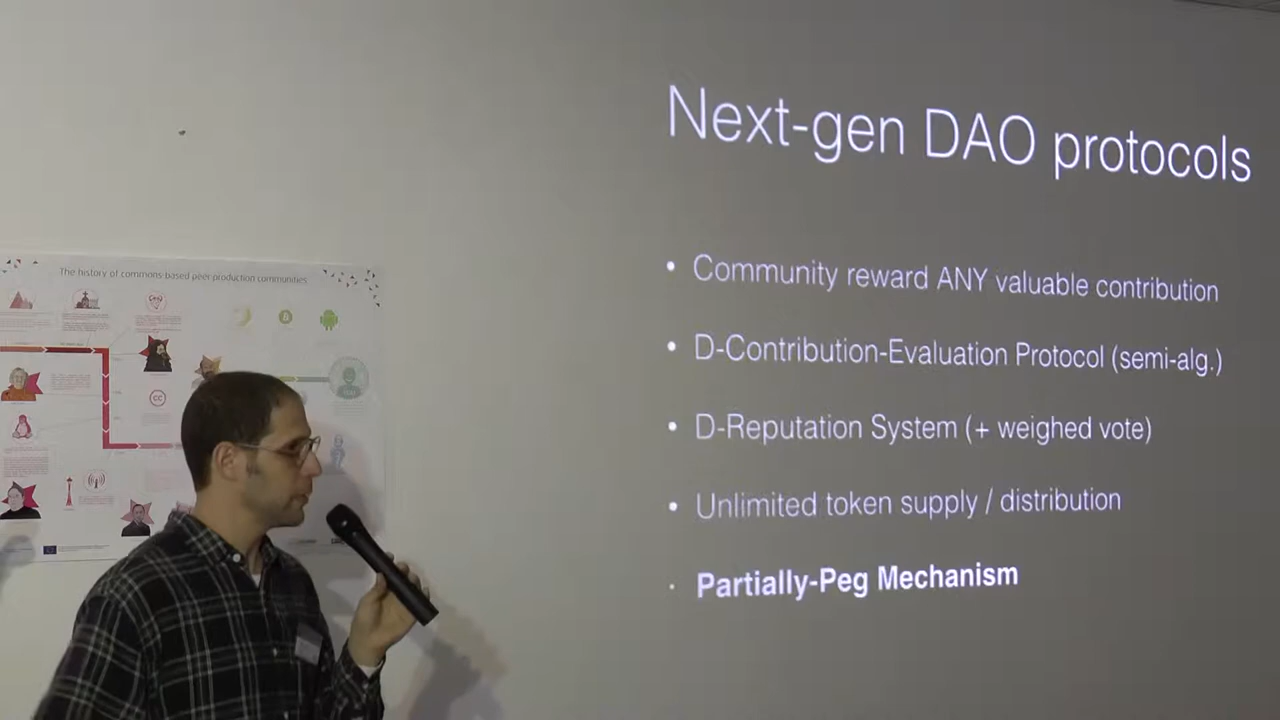 Next-gen DAO protocols
• Community reward ANY valuable contribution
• D-Contribution-Evaluation Protocol (semi-alg.)
• D-Reputation System (+ weighed vote)
• Unlimited token supply / distribution
• Partially-Peg Mechanism
The history of commons-based peer production communities
CC